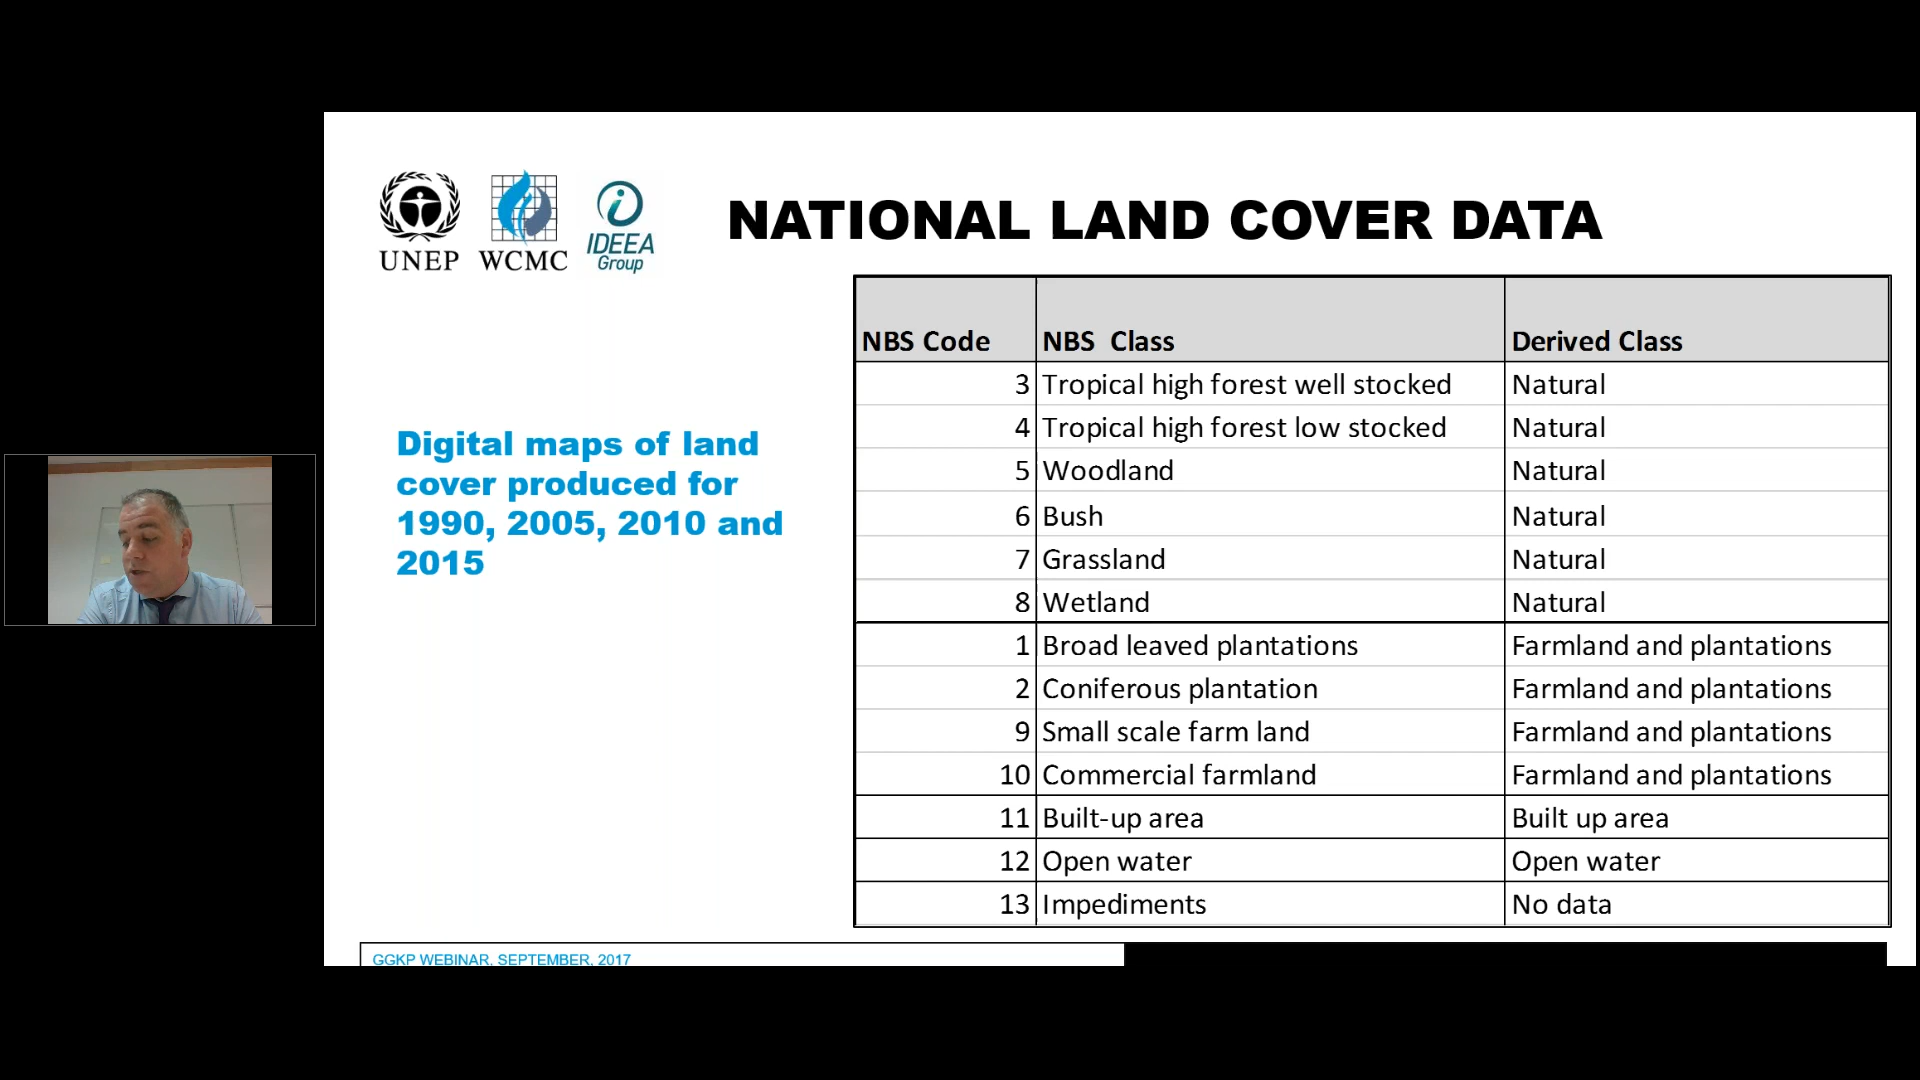 UNEP
WCMC
IDEEA
Group
NATIONAL LAND COVER DATA
Digital maps of land
cover produced for
1990, 2005, 2010 and
2015
NBS Code NBS Class Derived Class
3 Tropical high forest well stocked Natural
4 Tropical high forest low stocked Natural
5 Woodland Natural
6 Bush Natural
7 Grassland Natural
8 Wetland Natural
1 Broad leaved plantations Farmland and plantations
2 Coniferous plantation Farmland and plantations
9 Small scale farm land Farmland and plantations
10 Commercial farmland Farmland and plantations
11 Built-up area Built up area
12 Open water Open water
13 Impediments No data
GGKP WEBINAR, SEPTEMBER, 2017